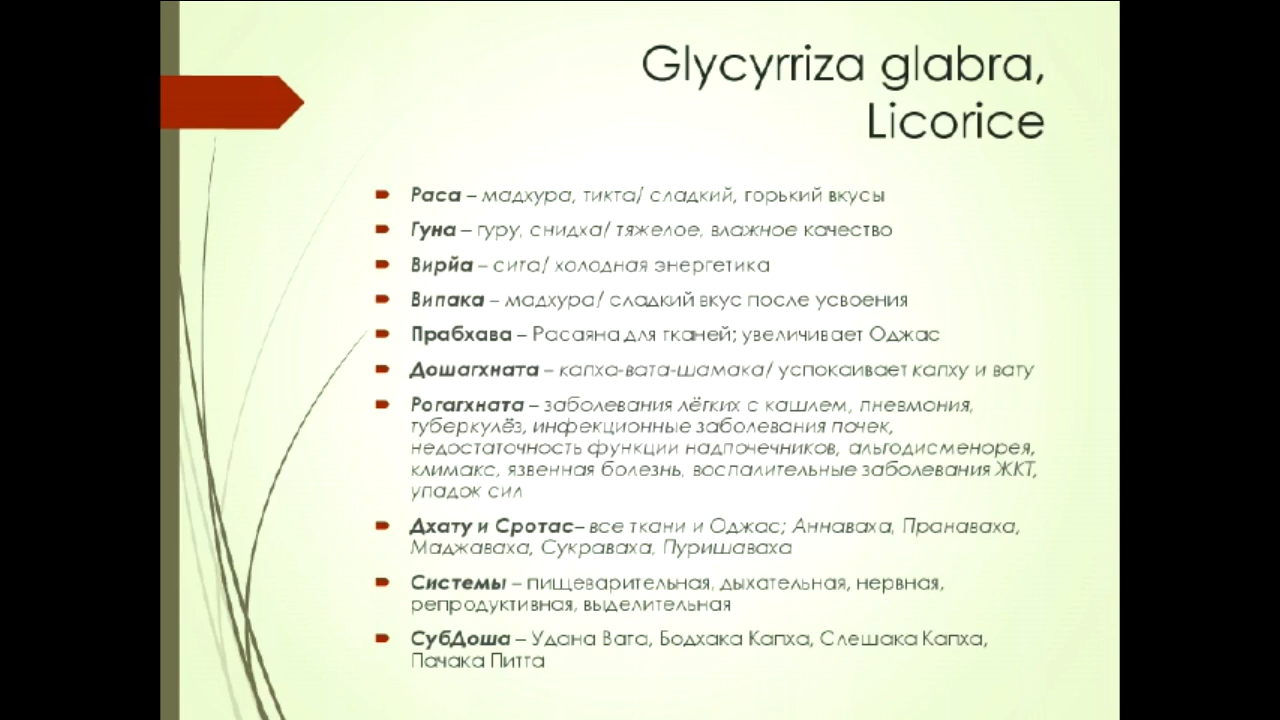 Glycyrriza glabra,
Licorice
Раса – мадхура, тикта/ сладкий, горький вкусы
Гуна – гуру, снидха/ тяжелое, влажное качество
Вирйа – сита/ холодная энергетика
Випака – мадхура/ сладкий вкус после усвоения
Прабхава – Расаяна для тканей; увеличивает Оджас
Дошагхната – капха-вата-шамака/ успокаивает капху и вату
Рогагхната – заболевания лёгких с кашлем, пневмония,
туберкулёз, инфекционные заболевания почек,
недостаточность функции надпочечников, альгодисменорея,
климакс, язвенная болезнь, воспалительные заболевания ЖКТ,
упадок сил
Дхату и Сротас– все ткани и Оджас; Аннаваха, Пранаваха,
Маджаваха, Сукраваха, Пуришаваха
Системы – пищеварительная, дыхательная, нервная,
репродуктивная, выделительная
СубДоша – Удана Вата, Бодхака Капха, Слешака Капха,
Пачака Питта